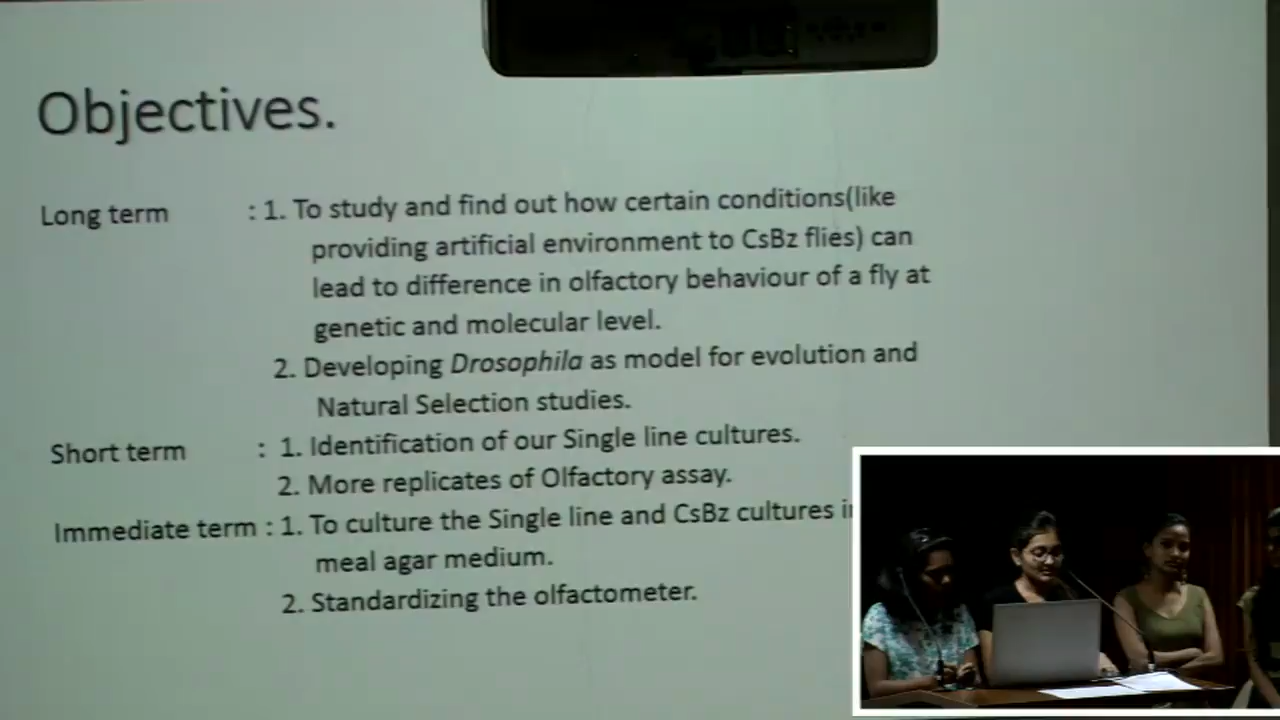 Objectives.
Long term : 1. To study and find out how certain conditions(like
providing artificial environment to CsBz flies) can
lead to difference in olfactory behaviour of a fly at
genetic and molecular level.
2. Developing Drosophila as model for evolution and
Natural Selection studies.
Short term : 1. Identification of our Single line cultures.
2. More replicates of Olfactory assay.
Immediate term : 1. To culture the Single line and CsBz cultures
meal agar medium.
2. Standardizing the olfactometer.